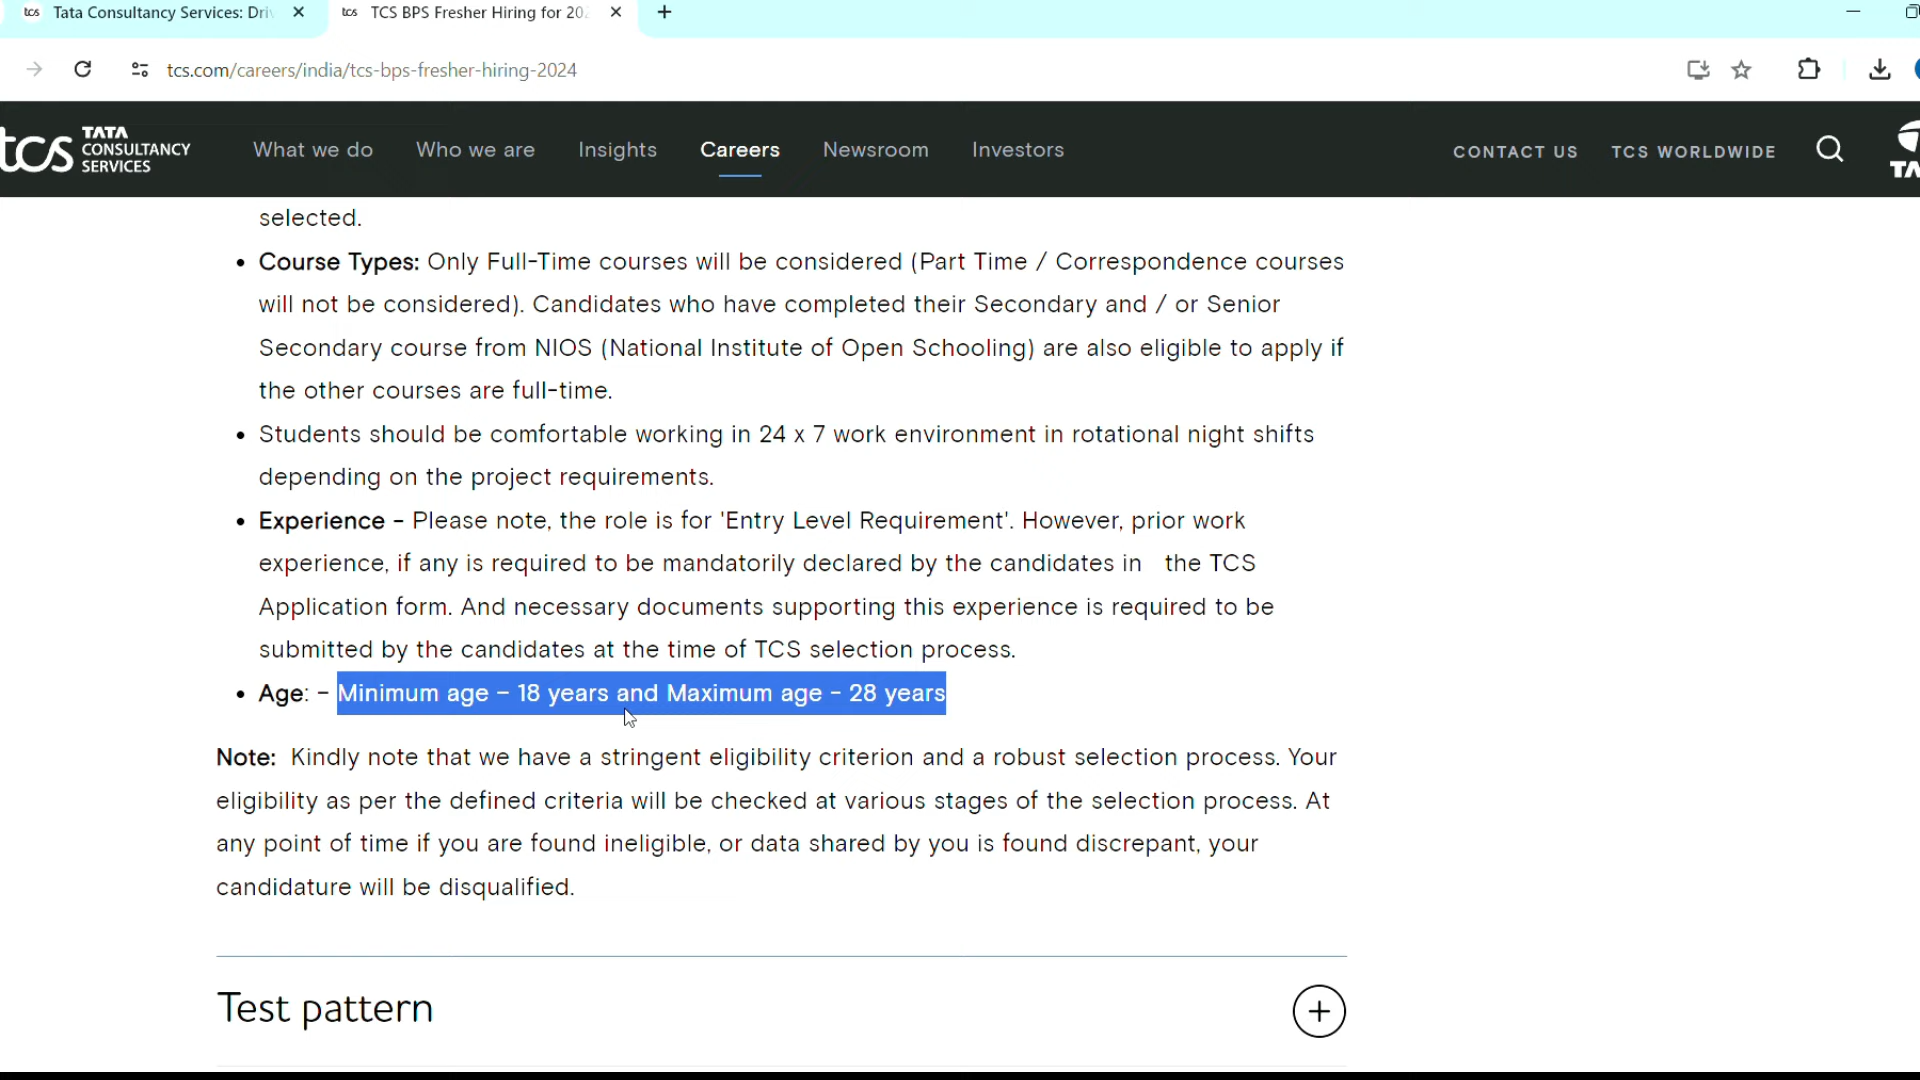 tcs Tata Consultancy Services: Dri
tcs TCS BPS Fresher Hiring for 202
tcs.com/careers/india/tcs-bps-fresher-hiring-2024
tcs TATA
CONSULTANCY
SERVICES
What we do Who we are Insights Careers Newsroom Investors
CONTACT US TCS WORLDWIDE
selected.
• Course Types: Only Full-Time courses will be considered (Part Time / Correspondence courses
will not be considered). Candidates who have completed their Secondary and / or Senior
Secondary course from NIOS (National Institute of Open Schooling) are also eligible to apply if
the other courses are full-time.
• Students should be comfortable working in 24 x 7 work environment in rotational night shifts
depending on the project requirements.
• Experience – Please note, the role is for 'Entry Level Requirement'. However, prior work
experience, if any is required to be mandatorily declared by the candidates in the TCS
Application form. And necessary documents supporting this experience is required to be
submitted by the candidates at the time of TCS selection process.
• Age: – Minimum age – 18 years and Maximum age – 28 years
Note: Kindly note that we have a stringent eligibility criterion and a robust selection process. Your
eligibility as per the defined criteria will be checked at various stages of the selection process. At
any point of time if you are found ineligible, or data shared by you is found discrepant, your
candidature will be disqualified.
Test pattern